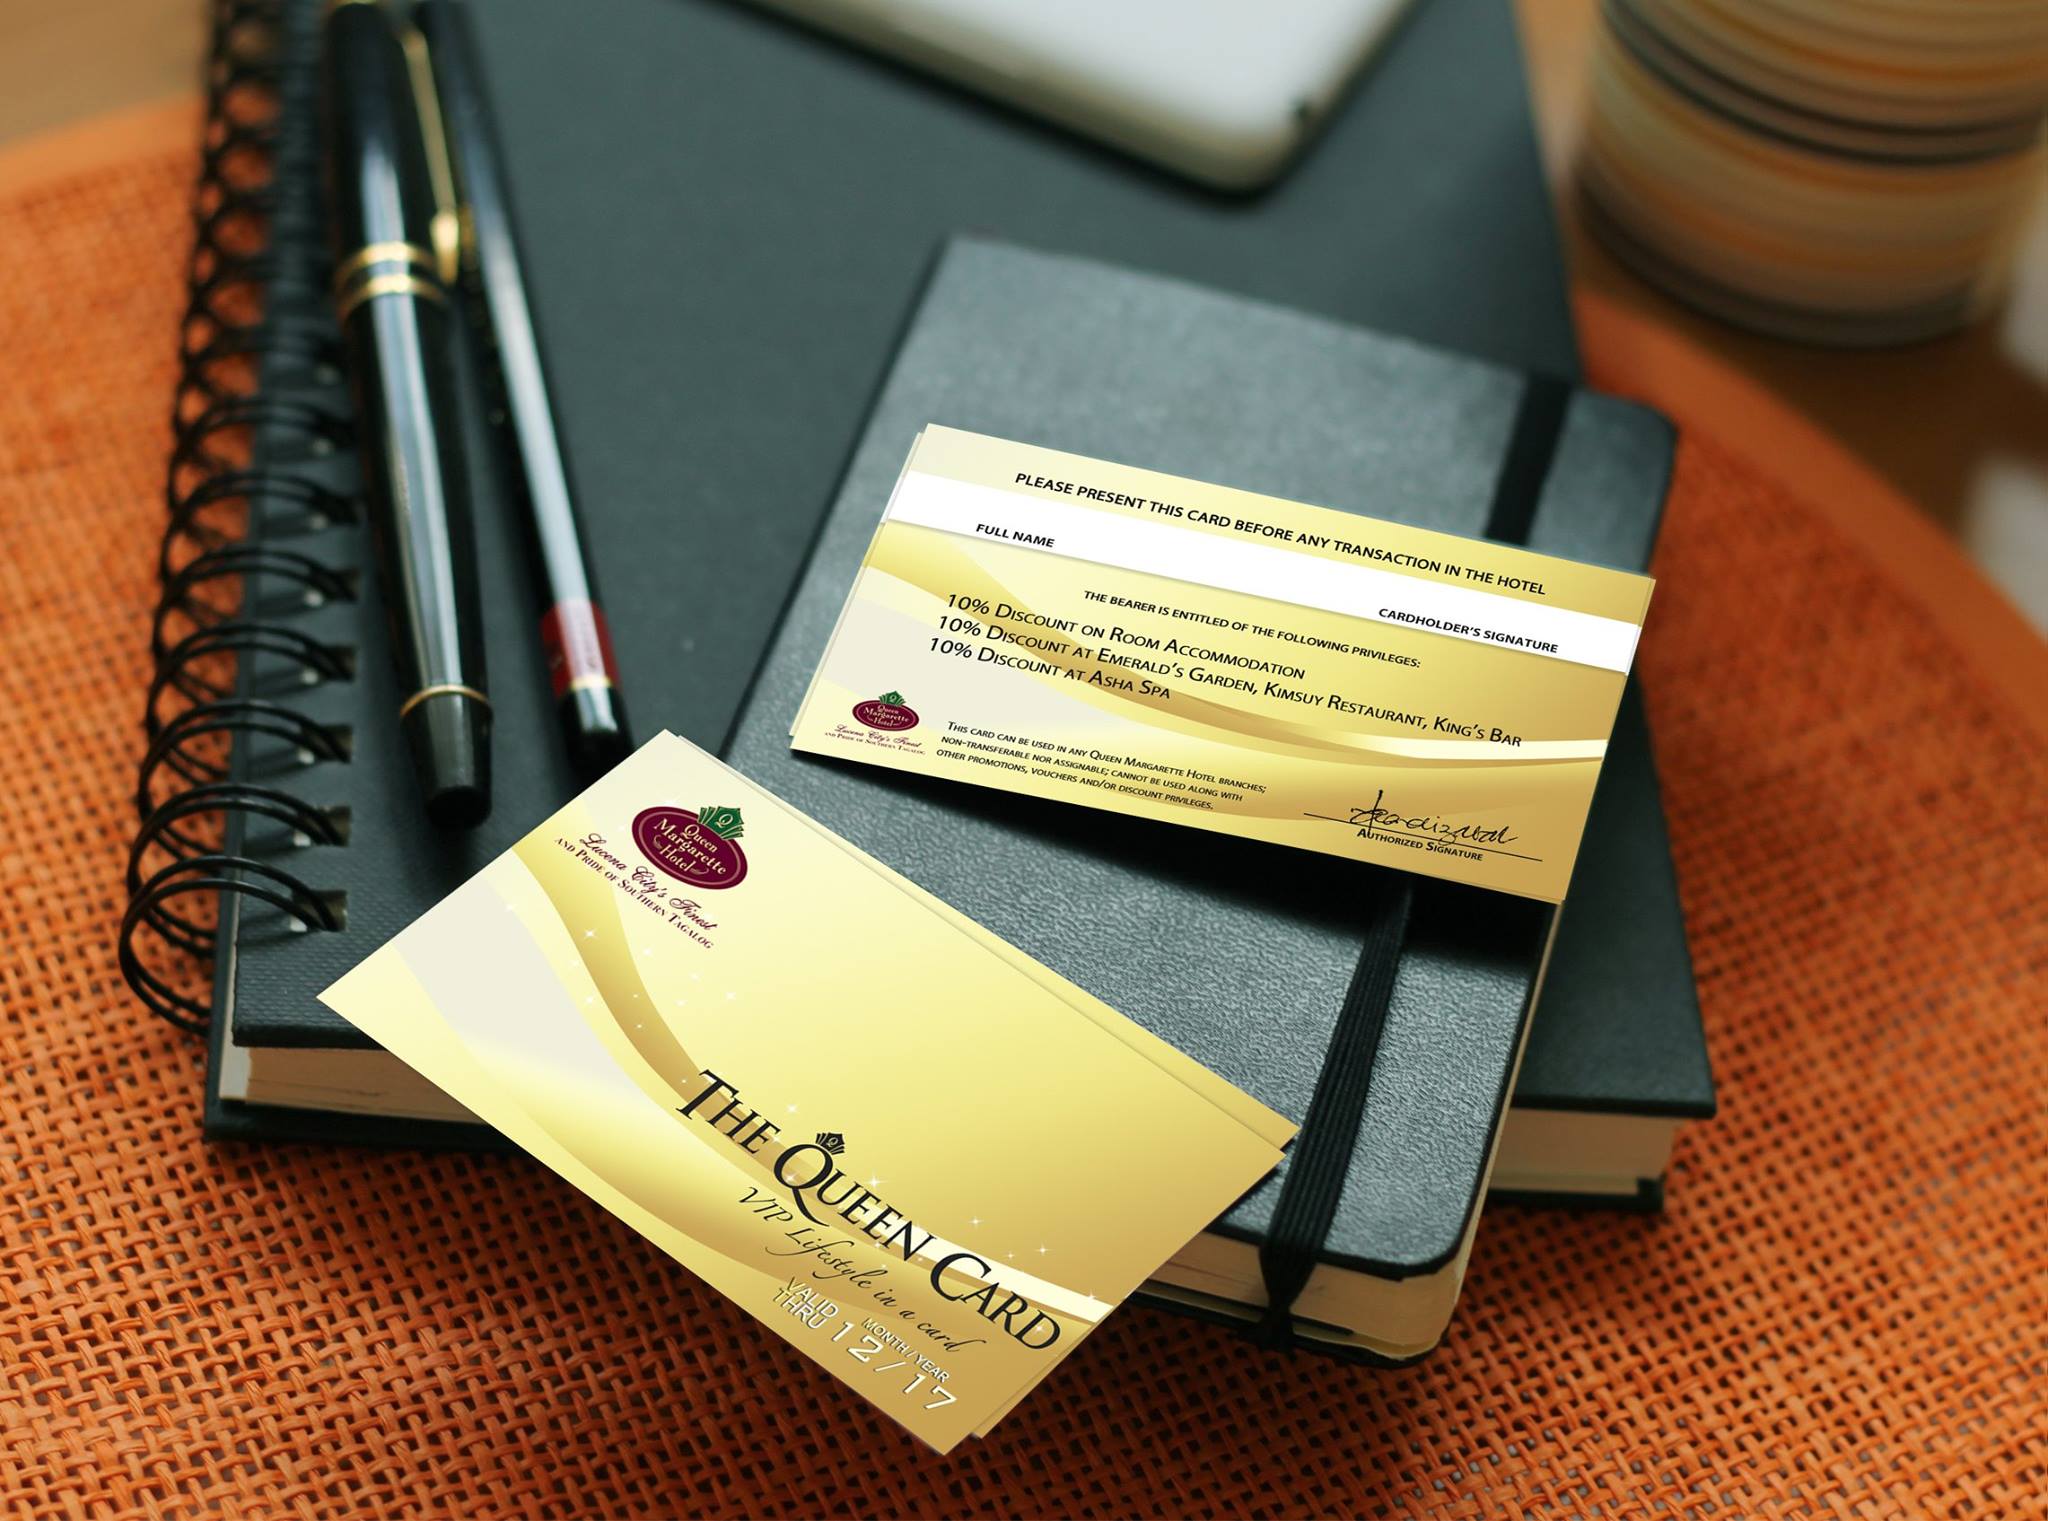 PLEASE PRESENT THIS CARD BEFORE ANY TRANSACTION IN THE HOTEL
FULL NAME
CARDHOLDER'S SIGNATURE
THE BEARER IS ENTITLED OF THE FOLLOWING PRIVILEGES:
10% DISCOUNT ON ROOM ACCOMMODATION
10% DISCOUNT AT EMERALD'S GARDEN, KIMSUY RESTAURANT, KING'S BAR
10% DISCOUNT AT ASHA SPA
Queen
Margarette
Hotel
Lucena City's Finest
AND PRIDE OF SOUTHERN TAGALOG
THIS CARD CAN BE USED IN ANY QUEEN MARGARETTE HOTEL BRANCHES;
NON-TRANSFERABLE NOR ASSIGNABLE; CANNOT BE USED ALONG WITH
OTHER PROMOTIONS, VOUCHERS AND/OR DISCOUNT PRIVILEGES.
AUTHORIZED SIGNATURE
Q
Queen
Margarette
Hotel
Lucena City's Finest
AND PRIDE OF SOUTHERN TAGALOG
THE QUEEN CARD
VIP Lifestyle in a card
VALID
THRU
MONTH/YEAR
12/17